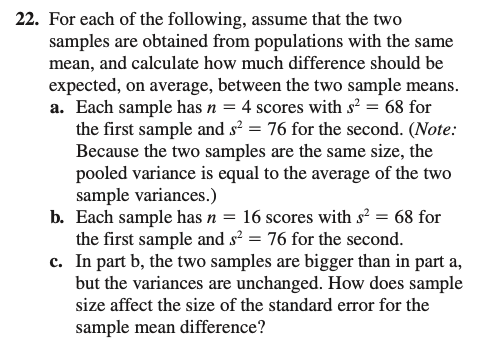 22. For each of the following, assume that the two
samples are obtained from populations with the same
mean, and calculate how much difference should be
expected, on average, between the two sample means.
a. Each sample has n = 4 scores with s² = 68 for
the first sample and s² = 76 for the second. (Note:
Because the two samples are the same size, the
pooled variance is equal to the average of the two
sample variances.)
b. Each sample has n = 16 scores with s² = 68 for
the first sample and s² = 76 for the second.
c. In part b, the two samples are bigger than in part a,
but the variances are unchanged. How does sample
size affect the size of the standard error for the
sample mean difference?